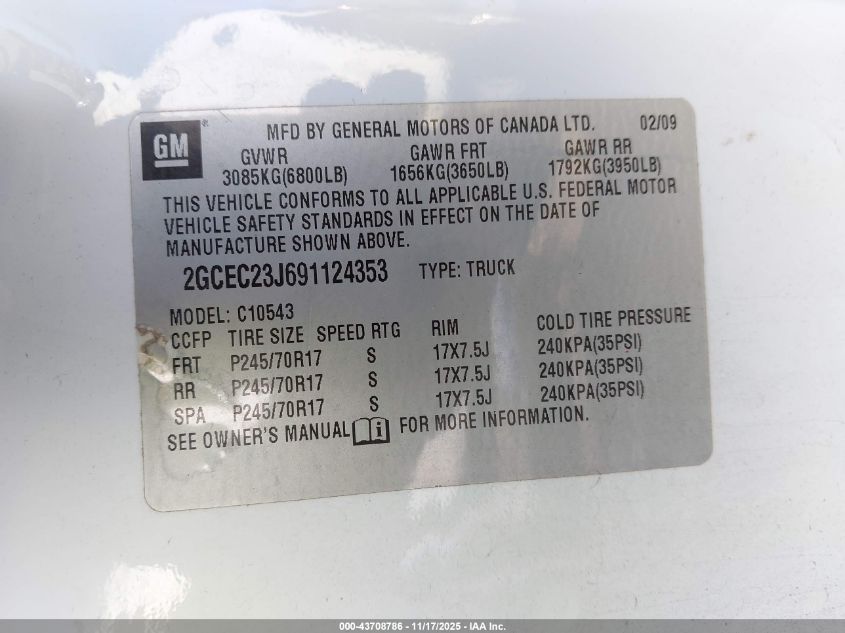 GM
MFD BY GENERAL MOTORS OF CANADA LTD. 02/09
GVWR GAWR FRT GAWR RR
3085KG(6800LB) 1656KG(3650LB) 1792KG(3950LB)
THIS VEHICLE CONFORMS TO ALL APPLICABLE U.S. FEDERAL MOTOR
VEHICLE SAFETY STANDARDS IN EFFECT ON THE DATE OF
MANUFACTURE SHOWN ABOVE.
2GCEC23J691124353 TYPE: TRUCK
MODEL: C10543
CCFP TIRE SIZE SPEED RTG RIM COLD TIRE PRESSURE
FRT P245/70R17 S 17X7.5J 240KPA(35PSI)
RR P245/70R17 S 17X7.5J 240KPA(35PSI)
SPA P245/70R17 S 17X7.5J 240KPA(35PSI)
SEE OWNER'S MANUAL FOR MORE INFORMATION.
000-43708786 - 11/17/2025 - IAA Inc.